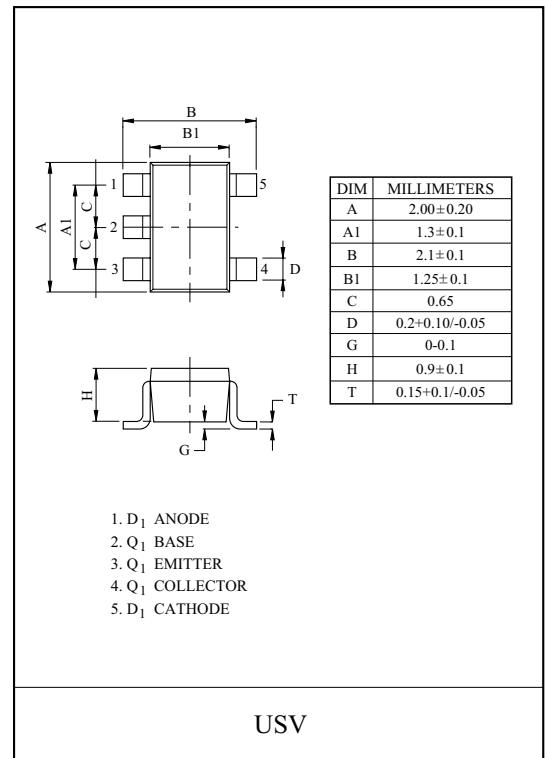 B
B1
1
5
C
A1
A
2
C
3
4
D
H
T
G
DIM MILLIMETERS
A 2.00±0.20
A1 1.3±0.1
B 2.1±0.1
B1 1.25±0.1
C 0.65
D 0.2+0.10/-0.05
G 0-0.1
H 0.9±0.1
T 0.15+0.1/-0.05
1. D1 ANODE
2. Q1 BASE
3. Q1 EMITTER
4. Q1 COLLECTOR
5. D1 CATHODE
USV